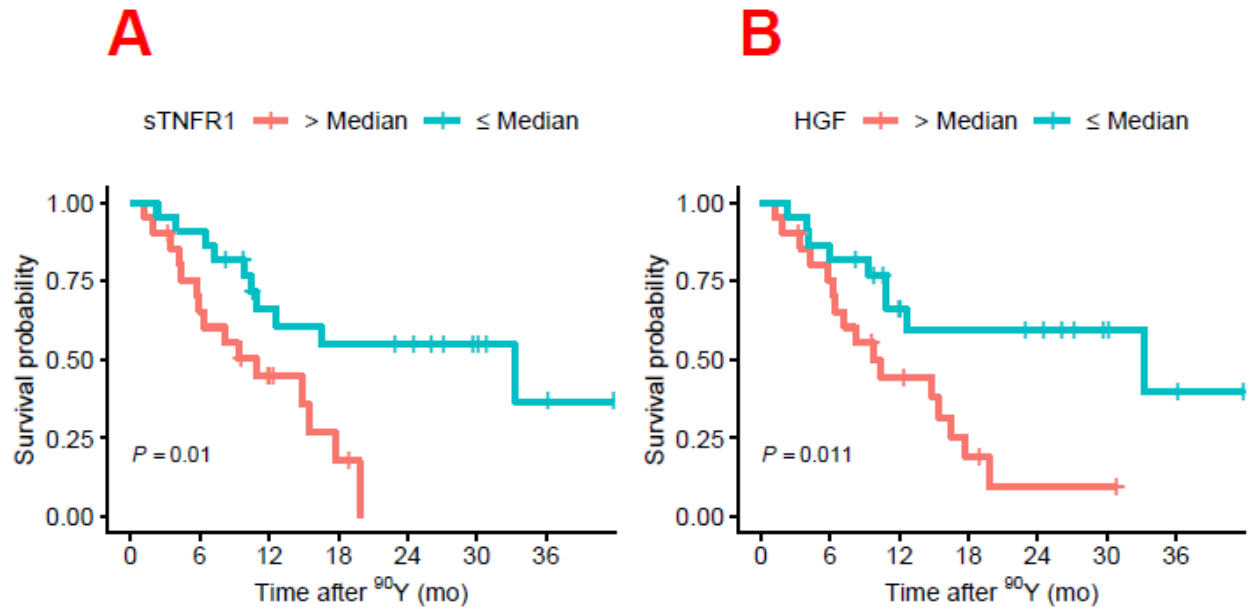 A
sTNFR1 > Median ≤ Median
Survival probability
1.00
0.75
0.50
0.25
0.00
P = 0.01
0 6 12 18 24 30 36
Time after ⁹⁰Y (mo)
B
HGF > Median ≤ Median
Survival probability
1.00
0.75
0.50
0.25
0.00
P = 0.011
0 6 12 18 24 30 36
Time after ⁹⁰Y (mo)